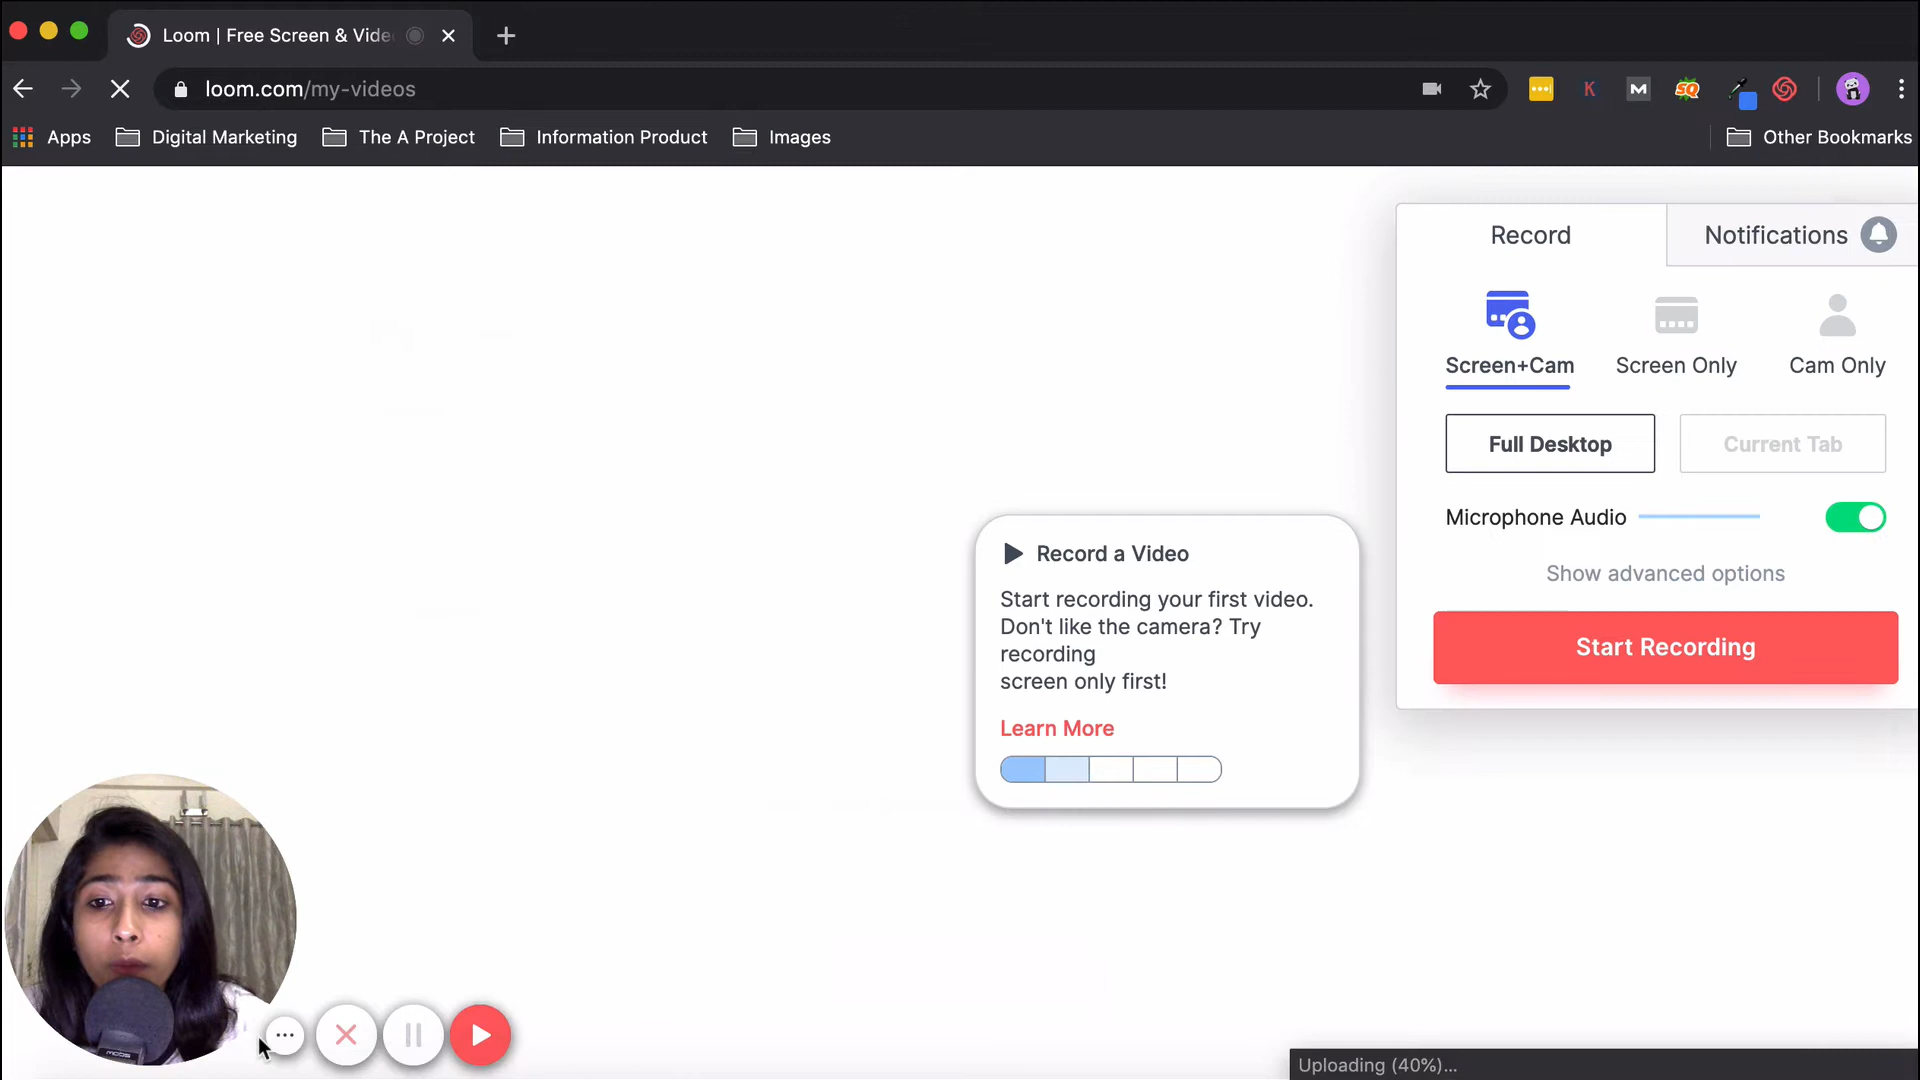 Loom | Free Screen & Vide
loom.com/my-videos
SQ
Apps
Digital Marketing
The A Project
Information Product
Images
Other Bookmarks
Record
Notifications
Screen+Cam
Screen Only
Cam Only
Full Desktop
Current Tab
Microphone Audio
Show advanced options
Start Recording
Record a Video
Start recording your first video.
Don't like the camera? Try
recording
screen only first!
Learn More
Uploading (40%)...